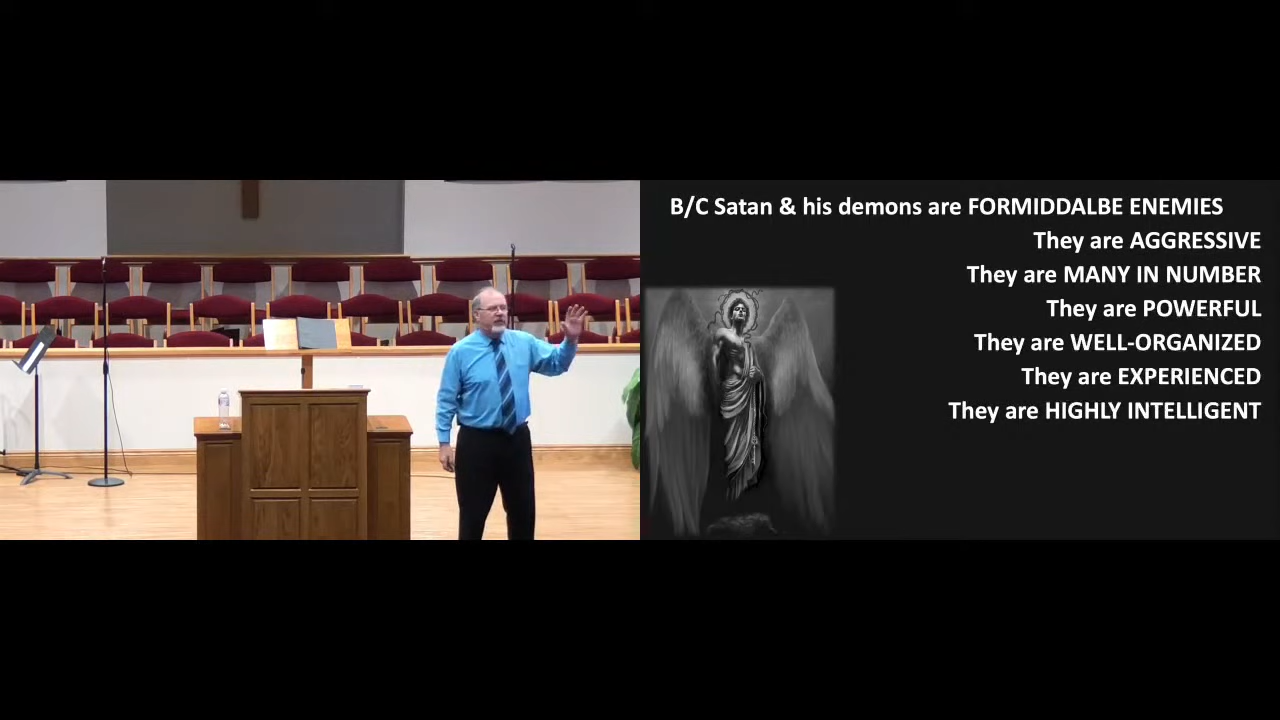 B/C Satan & his demons are FORMIDDALBE ENEMIES
They are AGGRESSIVE
They are MANY IN NUMBER
They are POWERFUL
They are WELL-ORGANIZED
They are EXPERIENCED
They are HIGHLY INTELLIGENT